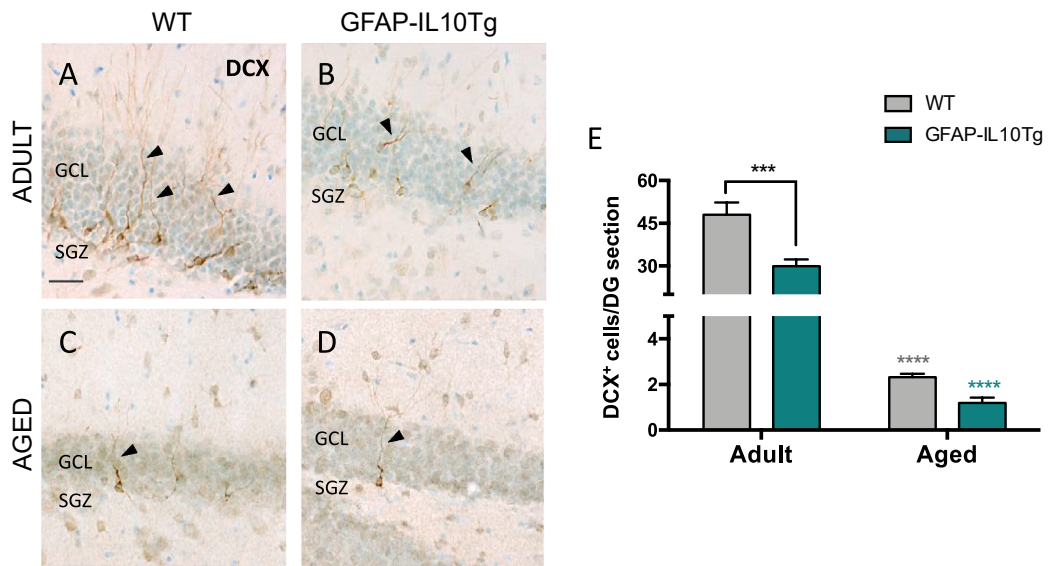 WT
GFAP-IL10Tg
ADULT
A
DCX
GCL
SGZ
B
GCL
SGZ
AGED
C
GCL
SGZ
D
GCL
SGZ
E
WT
GFAP-IL10Tg
DCX⁺ cells/DG section
60
45
30
6
4
2
0
***
****
****
Adult
Aged